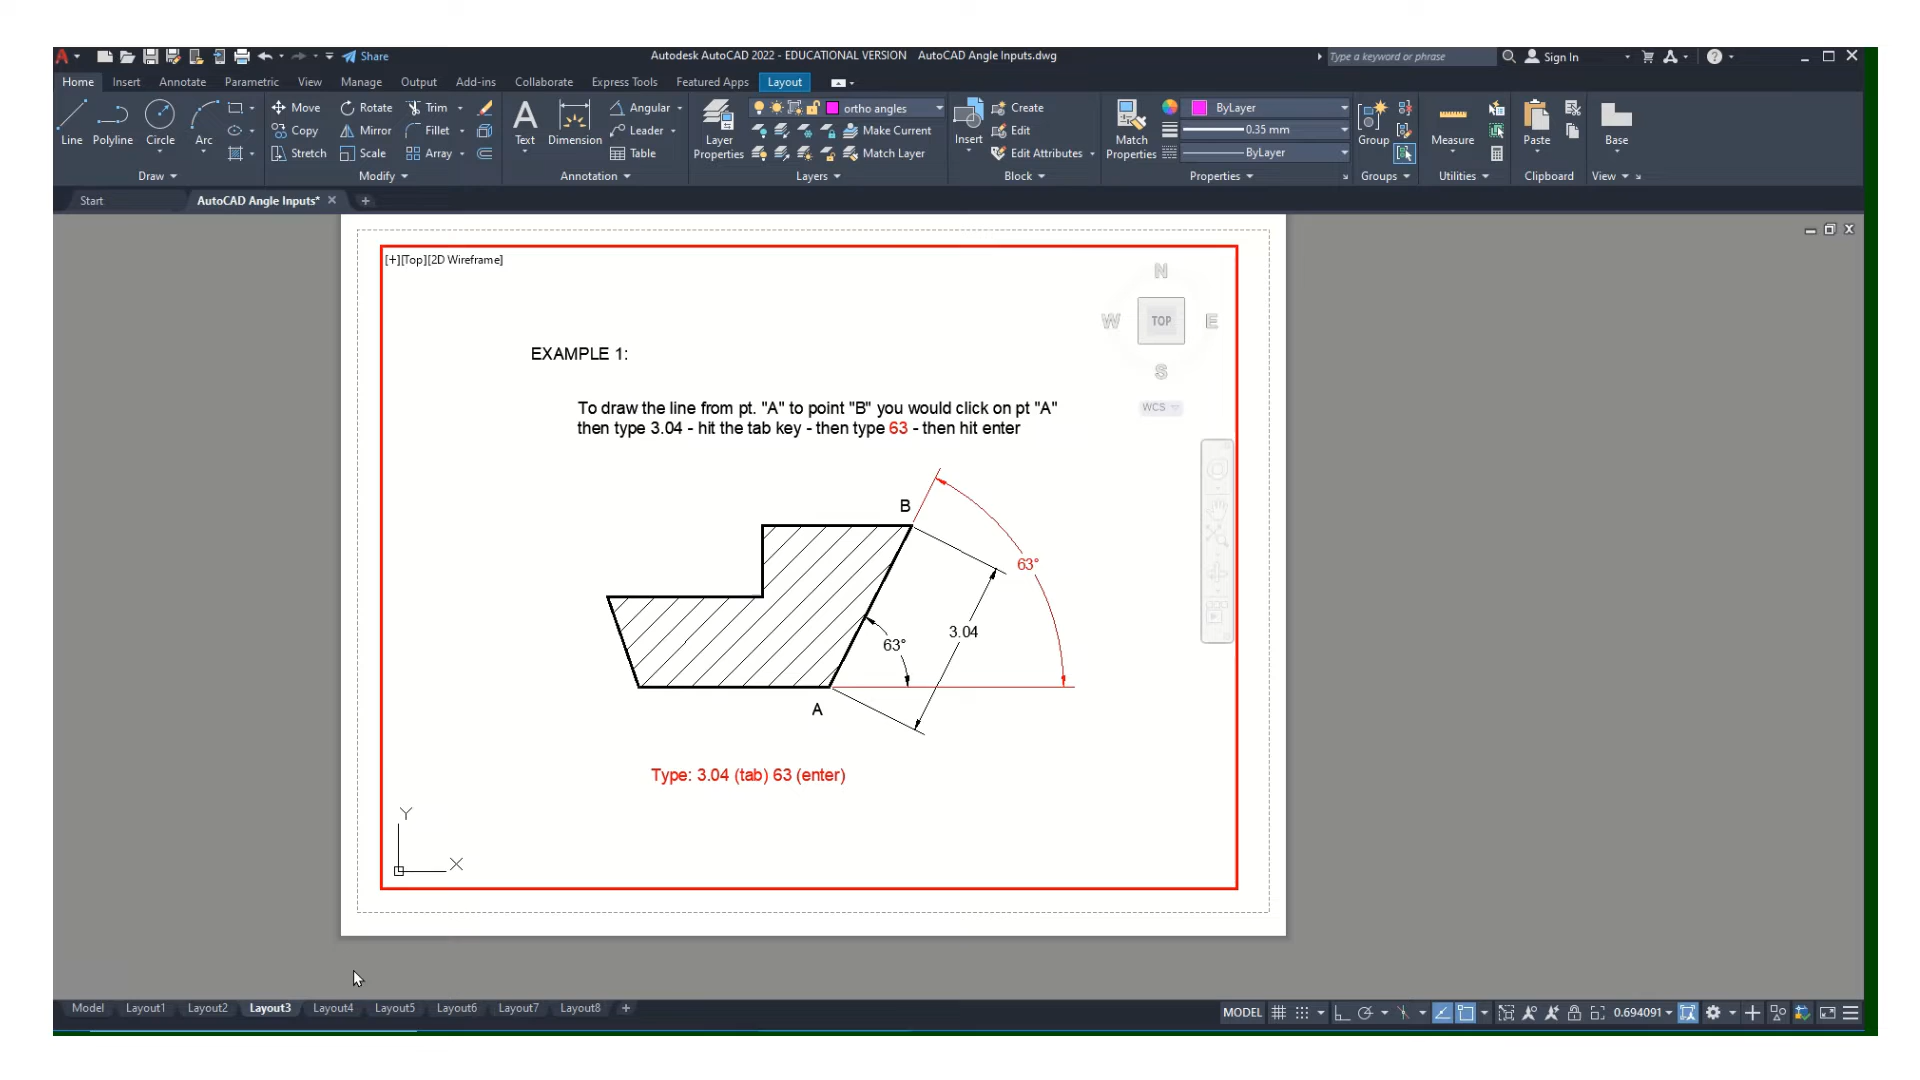 Share
Autodesk AutoCAD 2022 - EDUCATIONAL VERSION AutoCAD Angle Inputs.dwg
Type a keyword or phrase
Sign In
Home Insert Annotate Parametric View Manage Output Add-ins Collaborate Express Tools Featured Apps Layout
Line Polyline Circle Arc
Draw
Move Rotate Trim
Copy Mirror Fillet
Stretch Scale Array
Modify
Text Dimension
Angular
Leader
Table
Annotation
Layer Properties
ortho angles
Make Current
Match Layer
Layers
Insert
Create
Edit
Edit Attributes
Block
Match Properties
ByLayer
0.35 mm
ByLayer
Properties
Group
Groups
Measure
Utilities
Paste
Clipboard
Base
View
Start
AutoCAD Angle Inputs*
[+][Top][2D Wireframe]
N
W TOP E
S
WCS
EXAMPLE 1:
To draw the line from pt. "A" to point "B" you would click on pt "A"
then type 3.04 - hit the tab key - then type 63 - then hit enter
B
63°
3.04
63°
A
Type: 3.04 (tab) 63 (enter)
Y
X
Model Layout1 Layout2 Layout3 Layout4 Layout5 Layout6 Layout7 Layout8 +
MODEL
0.694091